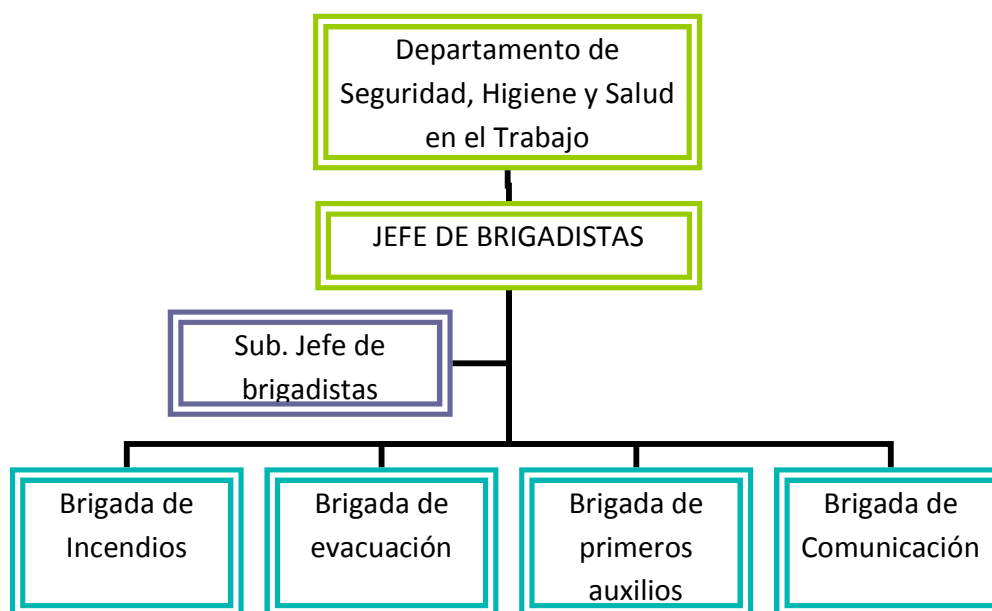 Departamento de
Seguridad, Higiene y Salud
en el Trabajo
JEFE DE BRIGADISTAS
Sub. Jefe de
brigadistas
Brigada de
Incendios
Brigada de
evacuación
Brigada de
primeros
auxilios
Brigada de
Comunicación